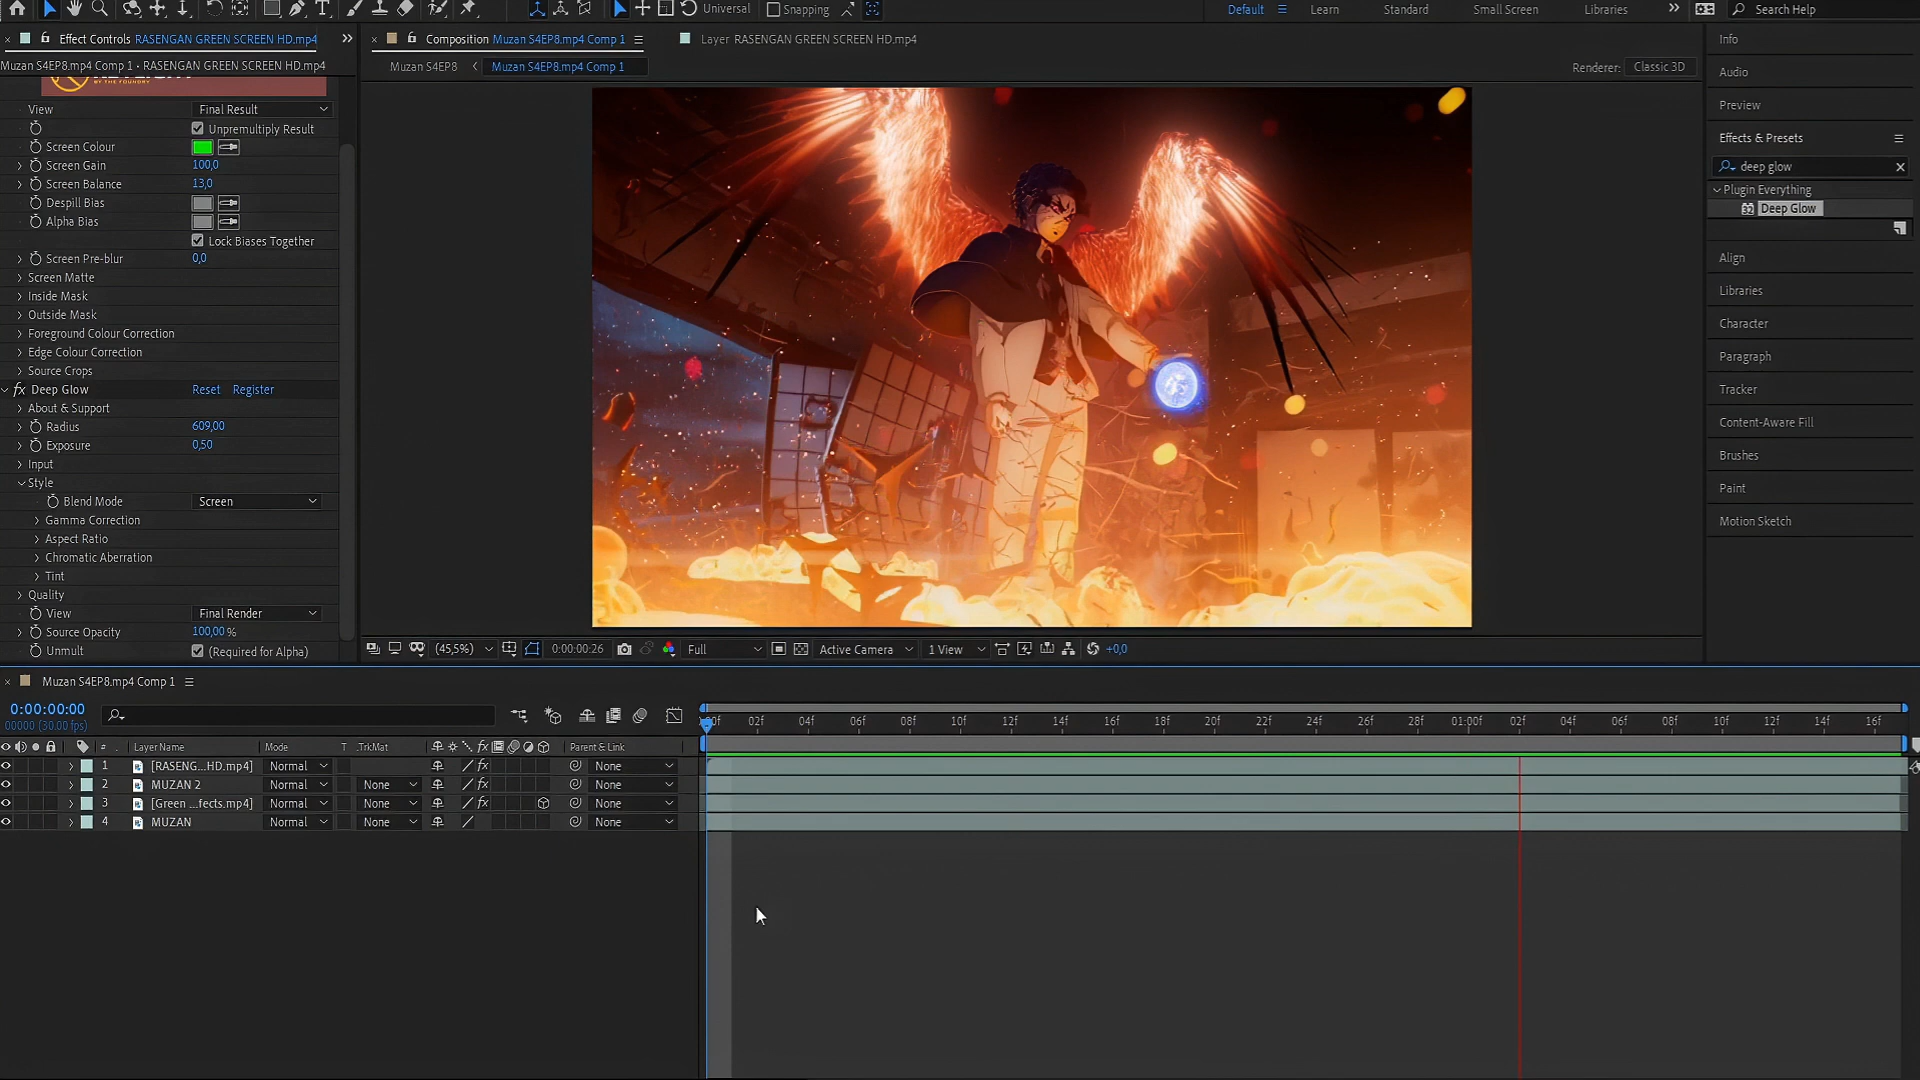 Universal
Snapping
Default
Learn
Standard
Small Screen
Libraries
Search Help
Effect Controls RASENGAN GREEN SCREEN HD.mp4
Composition Muzan S4EP8.mp4 Comp 1
Layer RASENGAN GREEN SCREEN HD.mp4
Muzan S4EP8.mp4 Comp 1 • RASENGAN GREEN SCREEN HD.mp4
Muzan S4EP8
Muzan S4EP8.mp4 Comp 1
Renderer:
Classic 3D
BY THE FOUNDRY
View
Final Result
Unpremultiply Result
Screen Colour
Screen Gain
100,0
Screen Balance
13,0
Despill Bias
Alpha Bias
Lock Biases Together
Screen Pre-blur
0,0
Screen Matte
Inside Mask
Outside Mask
Foreground Colour Correction
Edge Colour Correction
Source Crops
fx Deep Glow
Reset
Register
About & Support
Radius
609,00
Exposure
0,50
Input
Style
Blend Mode
Screen
Gamma Correction
Aspect Ratio
Chromatic Aberration
Tint
Quality
View
Final Render
Source Opacity
100,00 %
Unmult
(Required for Alpha)
(45,5%)
0:00:00:26
Full
Active Camera
1 View
+0,0
Info
Audio
Preview
Effects & Presets
deep glow
Plugin Everything
32 Deep Glow
Align
Libraries
Character
Paragraph
Tracker
Content-Aware Fill
Brushes
Paint
Motion Sketch
Muzan S4EP8.mp4 Comp 1
0:00:00:00
00000 (30.00 fps)
02f 04f 06f 08f 10f 12f 14f 16f 18f 20f 22f 24f 26f 28f 01:00f 02f 04f 06f 08f 10f 12f 14f 16f
# . Layer Name Mode T .TrkMat fx Parent & Link
1 [RASENG...HD.mp4] Normal fx None
2 MUZAN 2 Normal None None
3 [Green ...fects.mp4] Normal None fx None
4 MUZAN Normal None None